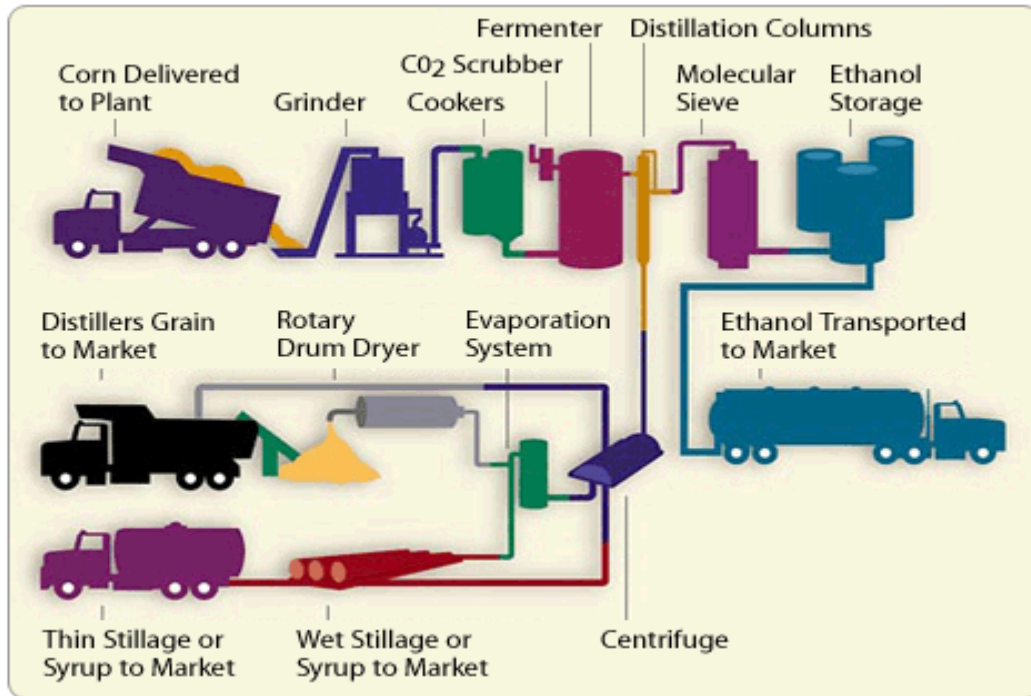 Fermenter
Distillation Columns
C0₂ Scrubber
Corn Delivered
to Plant
Grinder
Cookers
Molecular
Sieve
Ethanol
Storage
Distillers Grain
to Market
Rotary
Drum Dryer
Evaporation
System
Ethanol Transported
to Market
Thin Stillage or
Syrup to Market
Wet Stillage or
Syrup to Market
Centrifuge